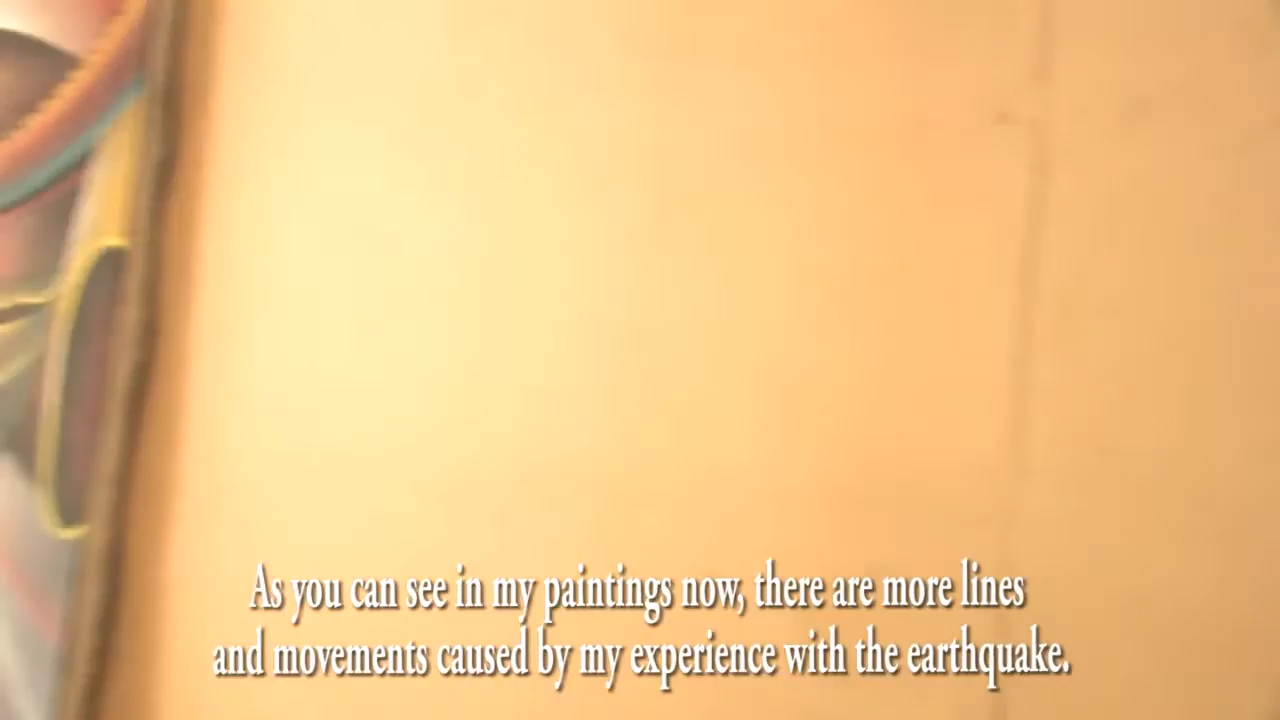 As you can see in my paintings now, there are more lines
and movements caused by my experience with the earthquake.